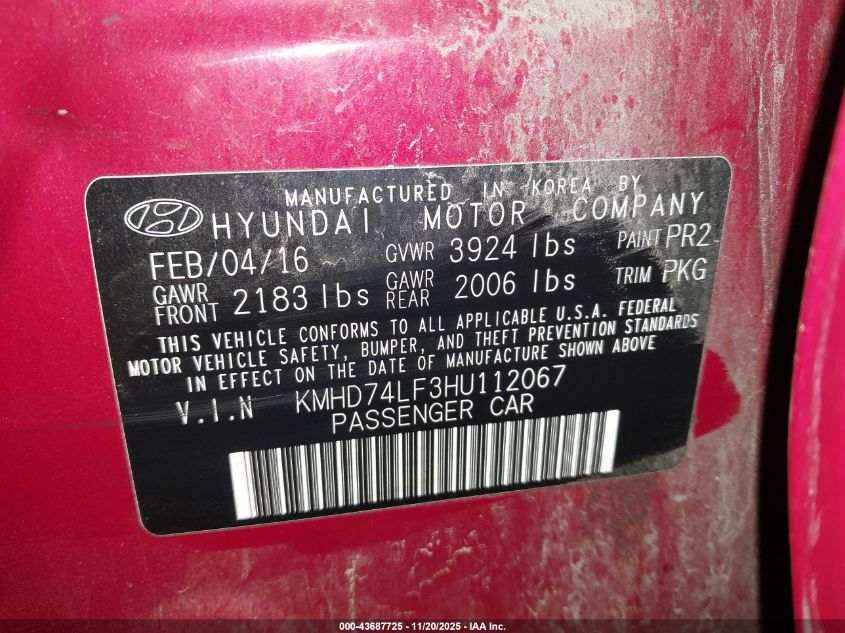 MANUFACTURED IN KOREA BY
HYUNDAI MOTOR COMPANY
FEB/04/16 GVWR 3924 lbs PAINT PR2
GAWR FRONT 2183 lbs GAWR REAR 2006 lbs TRIM PKG
THIS VEHICLE CONFORMS TO ALL APPLICABLE U.S.A. FEDERAL
MOTOR VEHICLE SAFETY, BUMPER, AND THEFT PREVENTION STANDARDS
IN EFFECT ON THE DATE OF MANUFACTURE SHOWN ABOVE
V.I.N KMHD74LF3HU112067
PASSENGER CAR
000-43687725 - 11/20/2025 - IAA Inc.